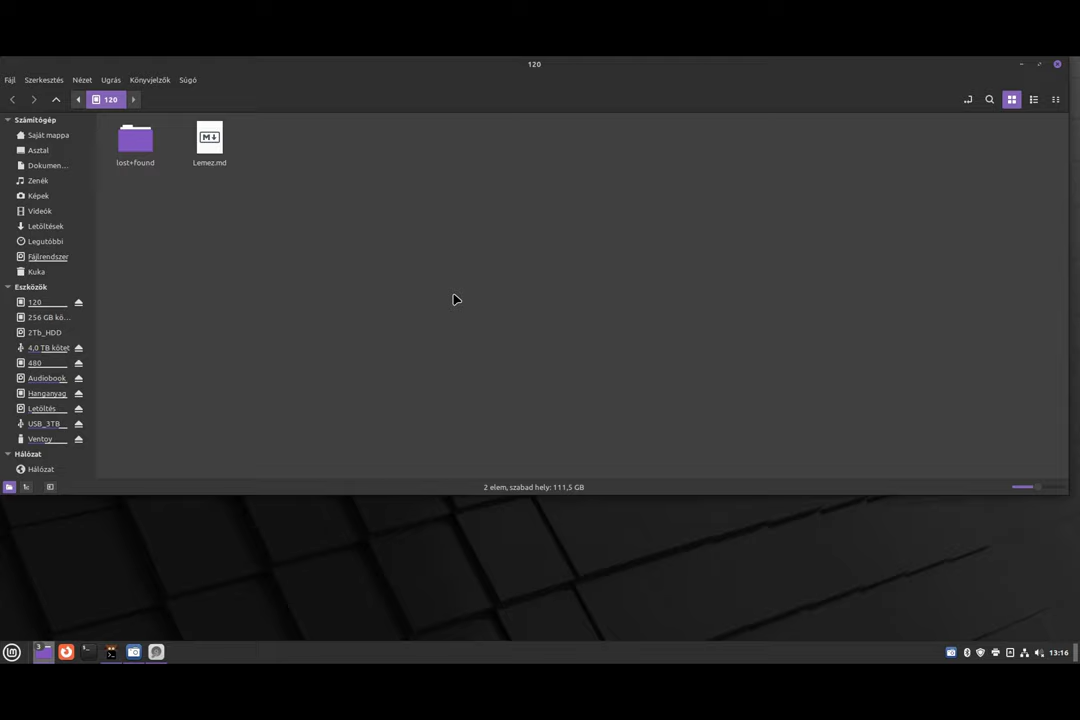 120
Fájl Szerkesztés Nézet Ugrás Könyvjelzők Súgó
120
Számítógép
Saját mappa
Asztal
Dokumen...
Zenék
Képek
Videók
Letöltések
Legutóbbi
Fájlrendszer
Kuka
Eszközök
120
256 GB kö...
2Tb_HDD
4,0 TB kötet
480
Audiobook
Hanganyag
Letöltés
USB_3TB
Ventoy
Hálózat
Hálózat
lost+found
M
Lemez.md
2 elem, szabad hely: 111,5 GB
3
13:16